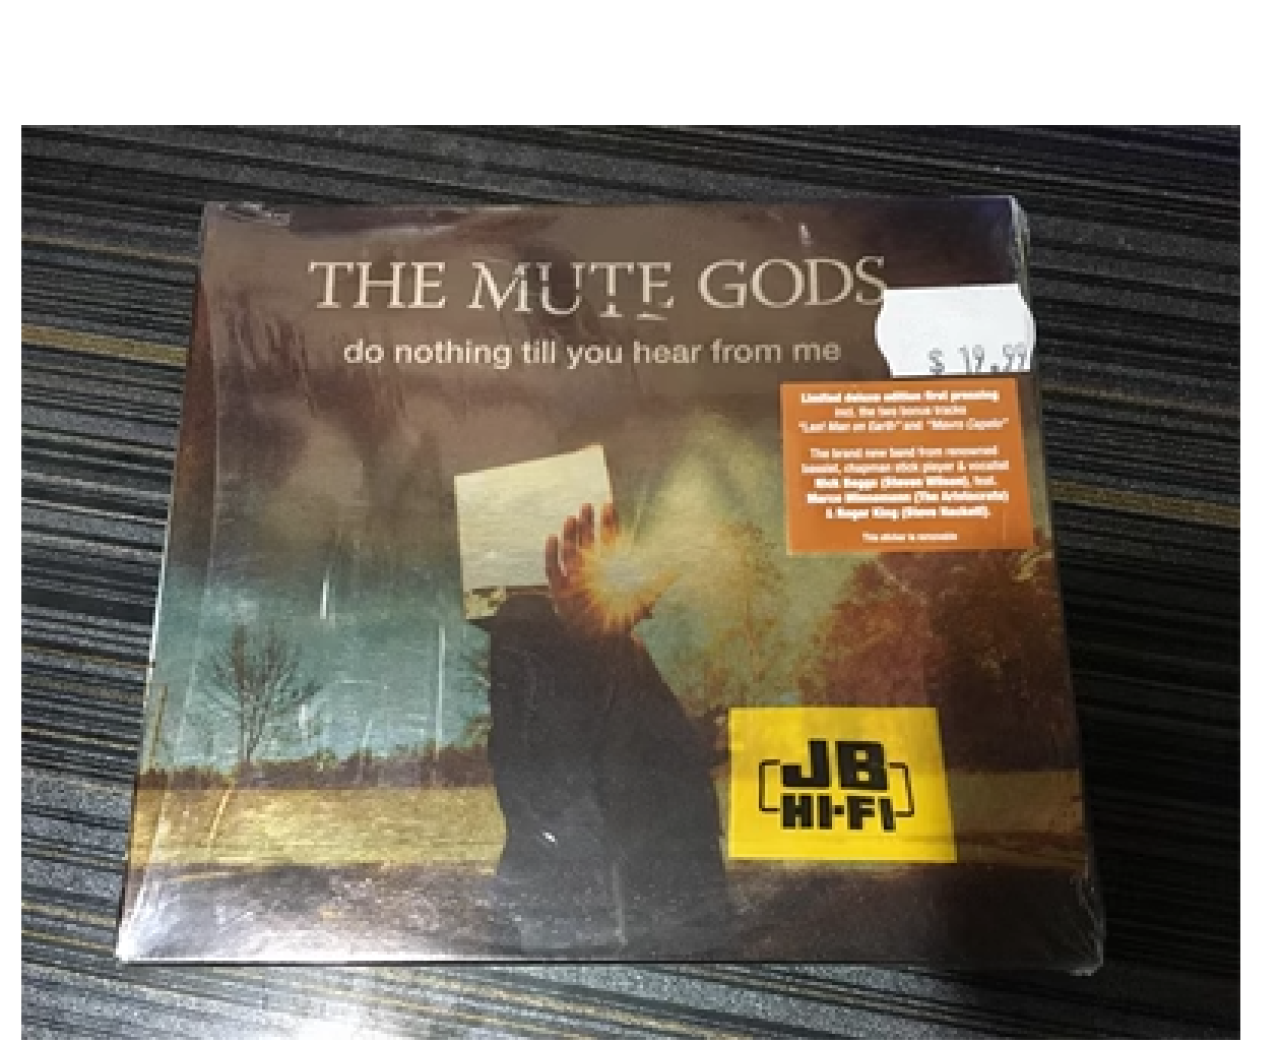 THE MUTE GODS
do nothing till you hear from me
$ 19.99
Limited deluxe edition first pressing
incl. the two bonus tracks
"Last Man on Earth" and "Mavro Capelo"
The brand new band from renowned
bassist, chapman stick player & vocalist
Nick Beggs (Steven Wilson), feat.
Marco Minnemann (The Aristocrats)
& Roger King (Steve Hackett).
This sticker is removable
JB
HI-FI